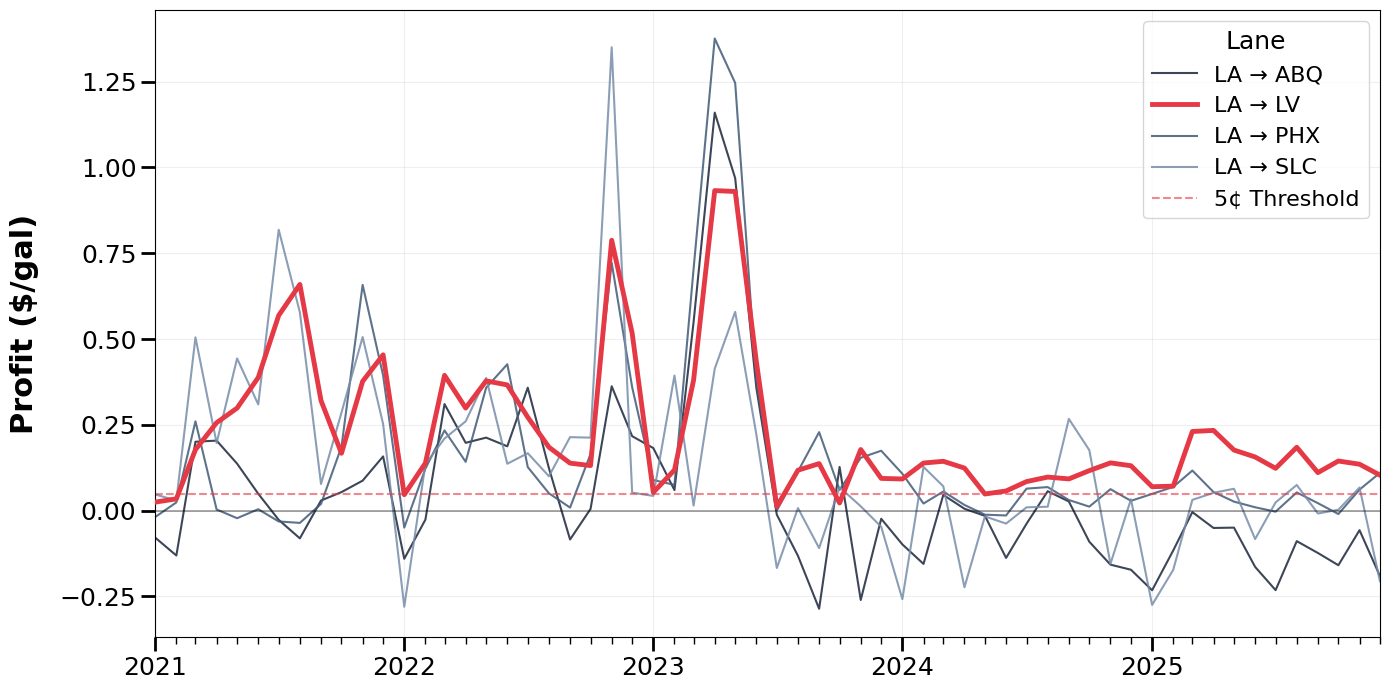 Profit ($/gal)
1.25
1.00
0.75
0.50
0.25
0.00
−0.25
2021
2022
2023
2024
2025
Lane
LA → ABQ
LA → LV
LA → PHX
LA → SLC
5¢ Threshold